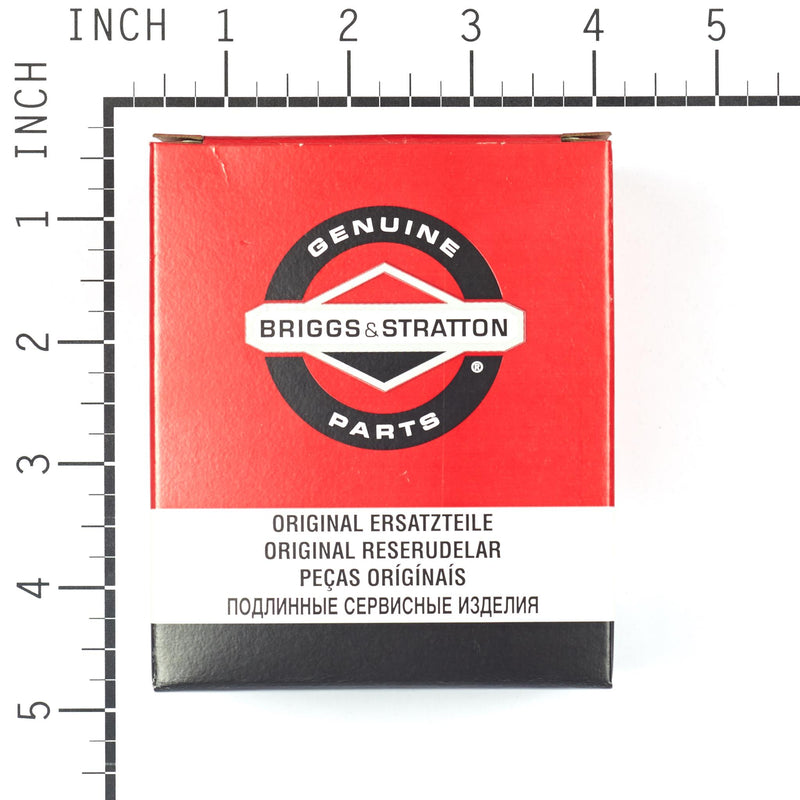 INCH 1 2 3 4 5
INCH 1 2 3 4 5
GENUINE
BRIGGS & STRATTON
®
PARTS
ORIGINAL ERSATZTEILE
ORIGINAL RESERUDELAR
PEÇAS ORÍGÍNAÍS
ПОДЛИННЫЕ СЕРВИСНЫЕ ИЗДЕЛИЯ